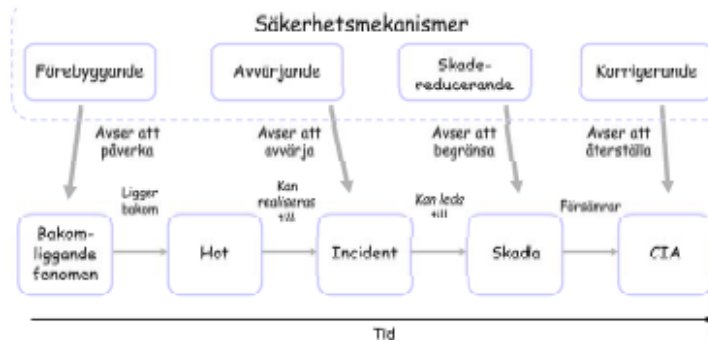 Säkerhetsmekanismer
Förebyggande
Avvärjande
Skade-
reducerande
Korrigerande
Avser att
påverka
Avser att
avvärja
Avser att
begränsa
Avser att
återställa
Ligger
bakom
Kan
realiseras
till
Kan leda
till
Försämrar
Bakom-
liggande
fenomen
Hot
Incident
Skada
CIA
Tid